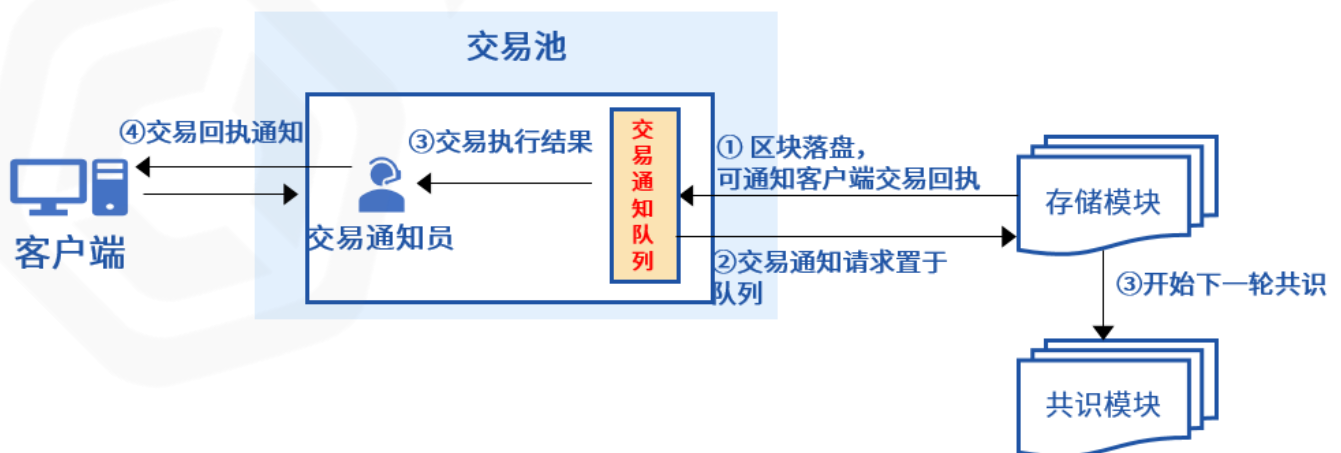 交易池
④交易回执通知
③交易执行结果
交易通知队列
① 区块落盘，
可通知客户端交易回执
存储模块
客户端
交易通知员
②交易通知请求置于
队列
③开始下一轮共识
共识模块